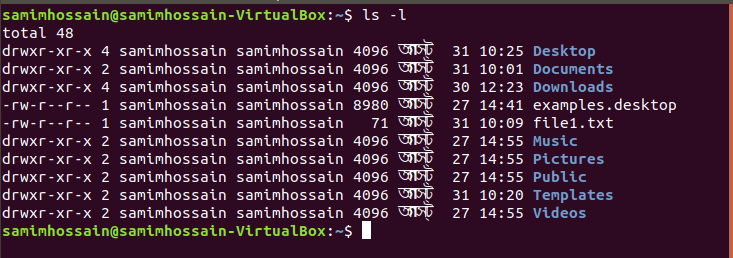 samimhossain@samimhossain-VirtualBox:~$ ls -l
total 48
drwxr-xr-x 4 samimhossain samimhossain 4096 আগস্ট 31 10:25 Desktop
drwxr-xr-x 2 samimhossain samimhossain 4096 আগস্ট 31 10:01 Documents
drwxr-xr-x 4 samimhossain samimhossain 4096 আগস্ট 30 12:23 Downloads
-rw-r--r-- 1 samimhossain samimhossain 8980 আগস্ট 27 14:41 examples.desktop
-rw-r--r-- 1 samimhossain samimhossain 71 আগস্ট 31 10:09 file1.txt
drwxr-xr-x 2 samimhossain samimhossain 4096 আগস্ট 27 14:55 Music
drwxr-xr-x 2 samimhossain samimhossain 4096 আগস্ট 27 14:55 Pictures
drwxr-xr-x 2 samimhossain samimhossain 4096 আগস্ট 27 14:55 Public
drwxr-xr-x 2 samimhossain samimhossain 4096 আগস্ট 31 10:20 Templates
drwxr-xr-x 2 samimhossain samimhossain 4096 আগস্ট 27 14:55 Videos
samimhossain@samimhossain-VirtualBox:~$